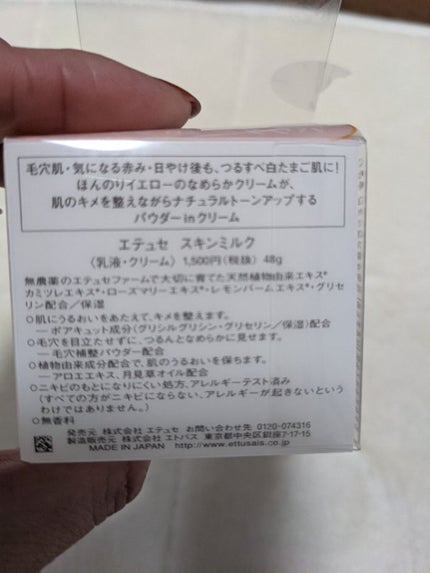 毛穴肌・気になる赤み・日やけ後も、つるすべ白たまご肌に!
ほんのりイエローのなめらかクリームが、
肌のキメを整えながらナチュラルトーンアップする
パウダーinクリーム
エテュセ スキンミルク
〈乳液・クリーム〉 1,500円(税抜) 48g
無農薬のエテュセファームで大切に育てた天然植物由来エキス*
カミツレエキス*・ローズマリーエキス*・レモンバームエキス*・グリセ
リン配合/保湿
○肌にうるおいをあたえて、キメを整えます。
―ポアキュット成分(グリシルグリシン・グリセリン/保湿)配合
○毛穴を目立たせずに、つるんとなめらかに見せます。
―毛穴補整パウダー配合
○植物由来成分配合で、肌のうるおいを保ちます。
―アロエエキス、月見草オイル配合
○ニキビのもとになりにくい処方、アレルギーテスト済み
(すべての方がニキビにならない、アレルギーが起きないという
わけではありません。)
○無香料
発売元 株式会社 エテュセ お問い合わせ先 0120-074316
製造販売元 株式会社 エトバス 東京都中央区銀座7-17-15
MADE IN JAPAN http://www.ettusais.co.jp